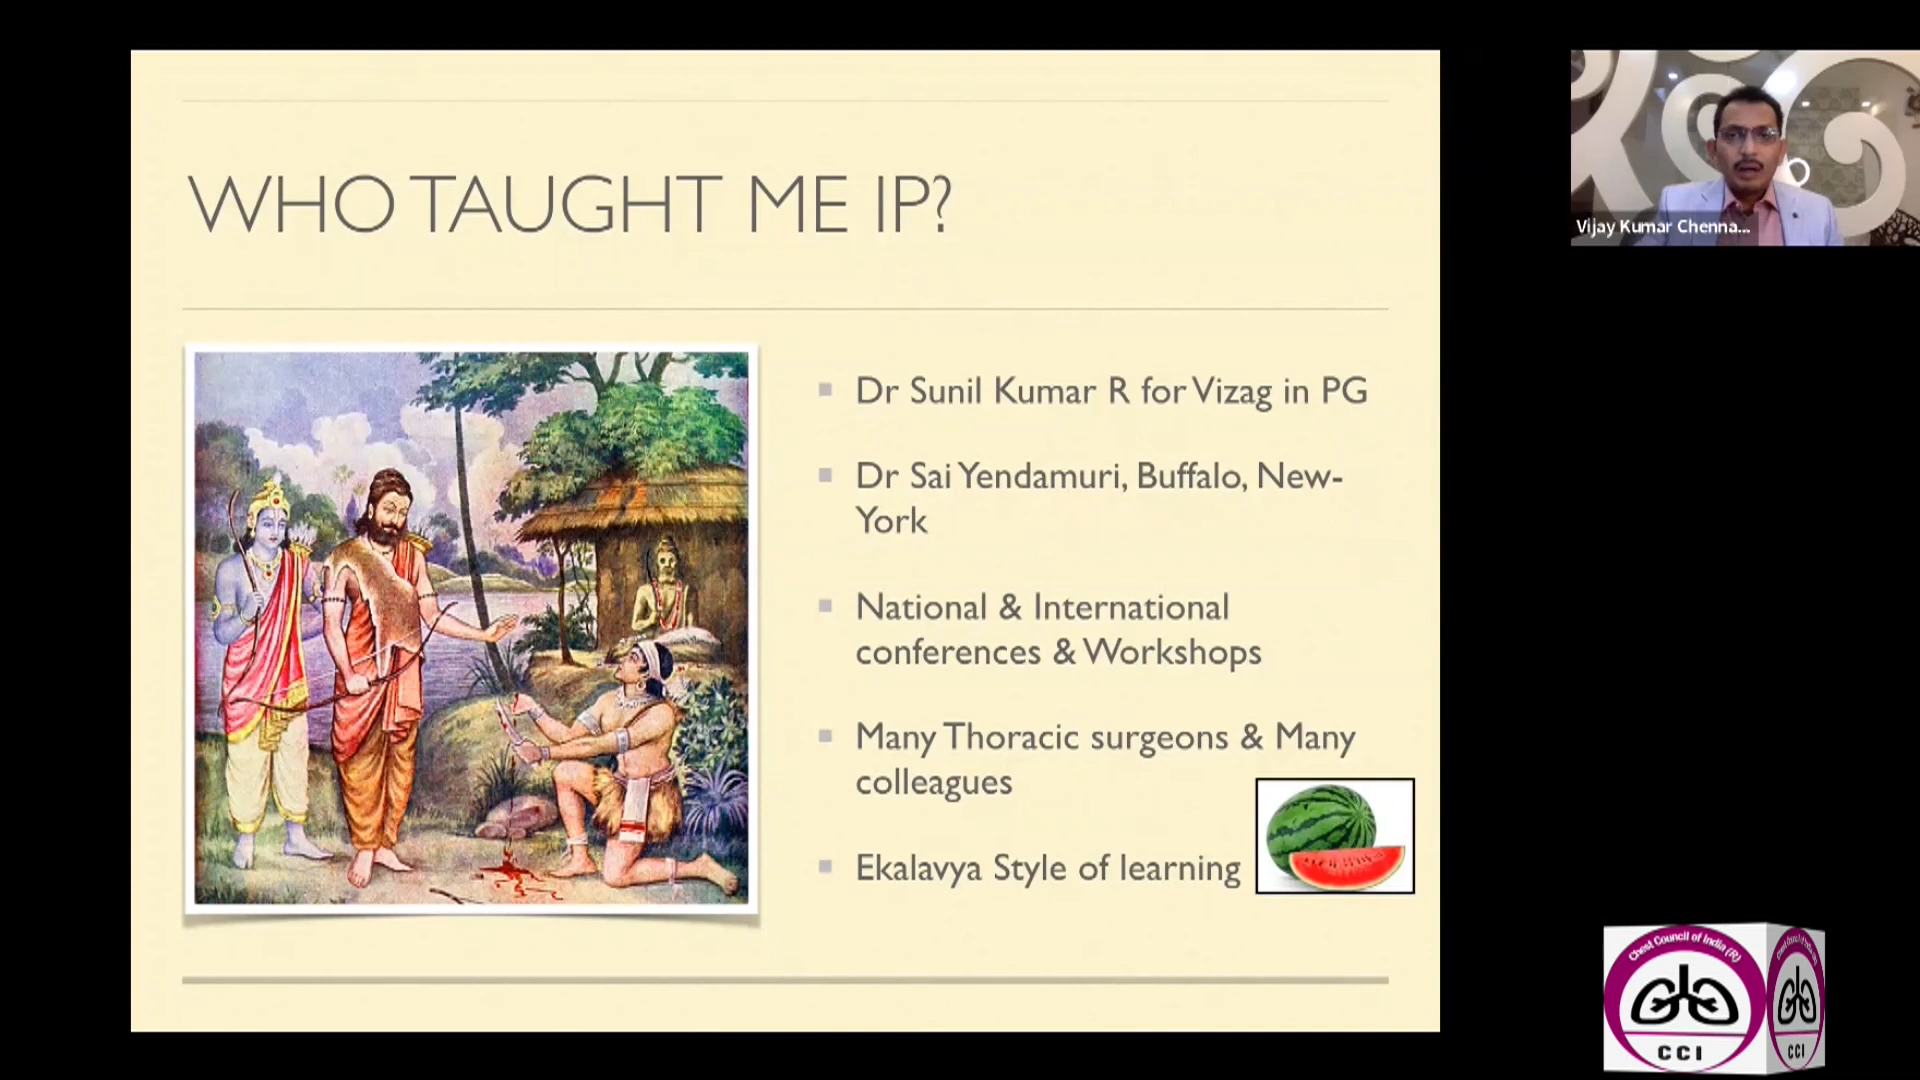 WHO TAUGHT ME IP?
Dr Sunil Kumar R for Vizag in PG
Dr Sai Yendamuri, Buffalo, New-
York
National & International
conferences & Workshops
Many Thoracic surgeons & Many
colleagues
Ekalavya Style of learning
Vijay Kumar Chenna...
Chest Council of India (R)
CCI
CCI